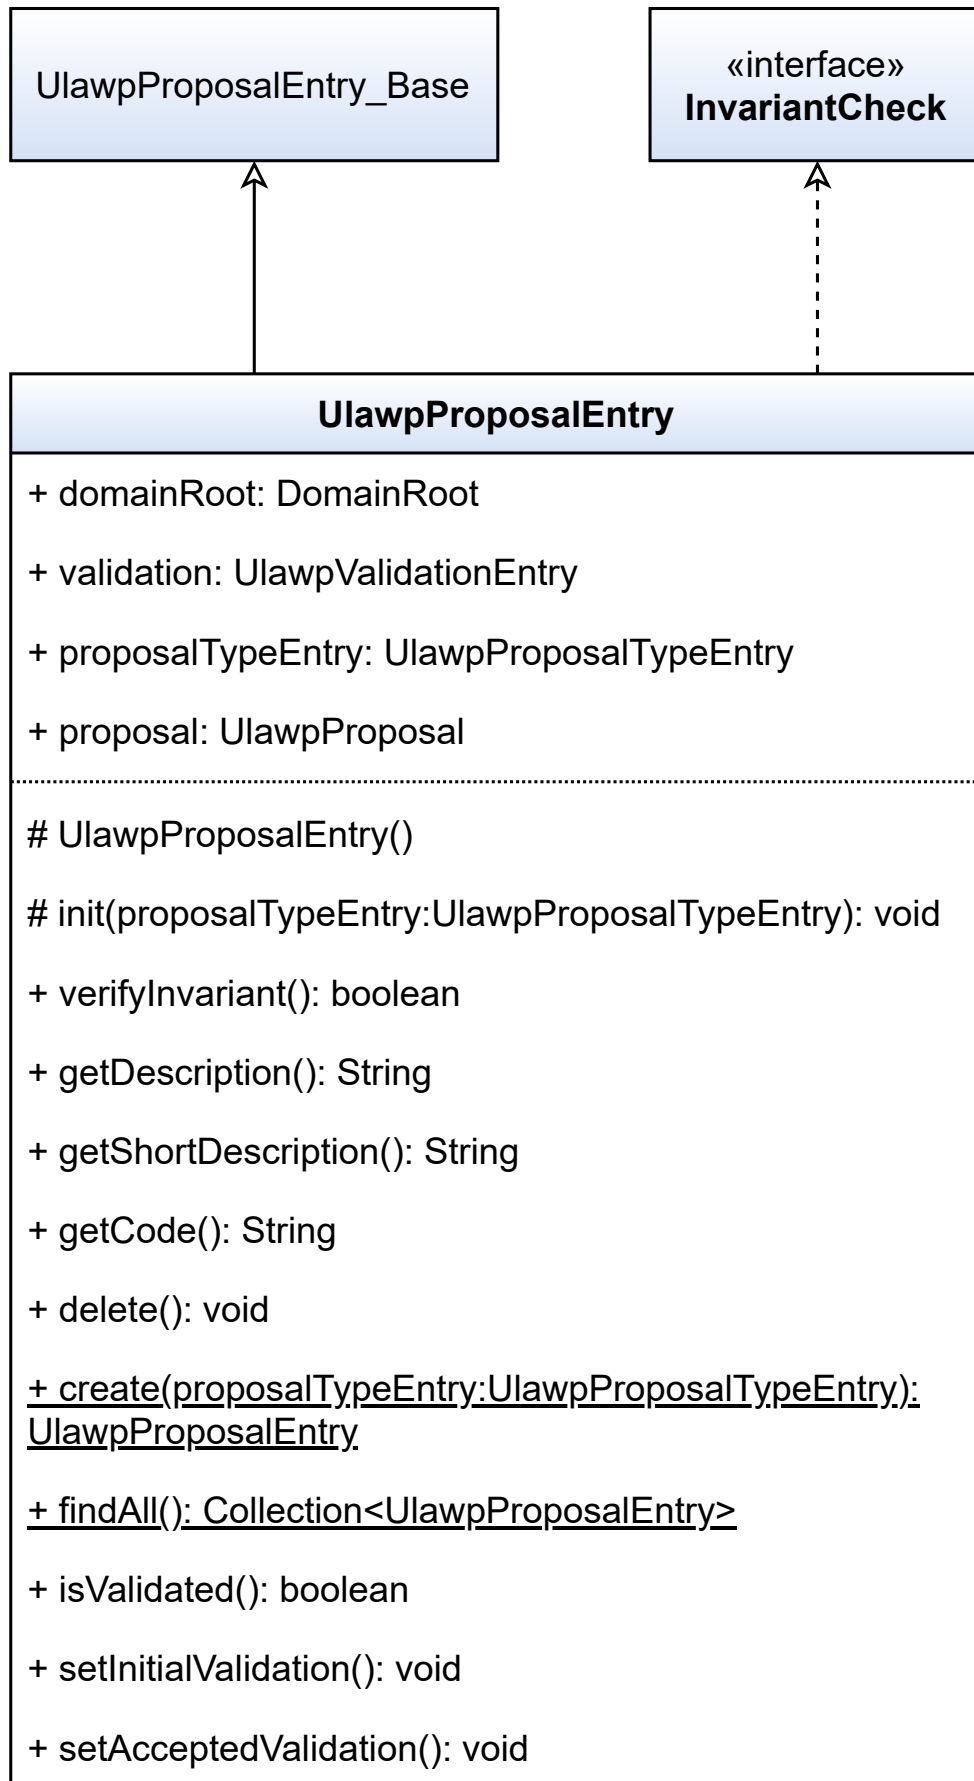 UlawpProposalEntry_Base
«interface»
InvariantCheck
UlawpProposalEntry
+ domainRoot: DomainRoot
+ validation: UlawpValidationEntry
+ proposalTypeEntry: UlawpProposalTypeEntry
+ proposal: UlawpProposal
# UlawpProposalEntry()
# init(proposalTypeEntry:UlawpProposalTypeEntry): void
+ verifyInvariant(): boolean
+ getDescription(): String
+ getShortDescription(): String
+ getCode(): String
+ delete(): void
+ create(proposalTypeEntry:UlawpProposalTypeEntry):
UlawpProposalEntry
+ findAll(): Collection<UlawpProposalEntry>
+ isValidated(): boolean
+ setInitialValidation(): void
+ setAcceptedValidation(): void